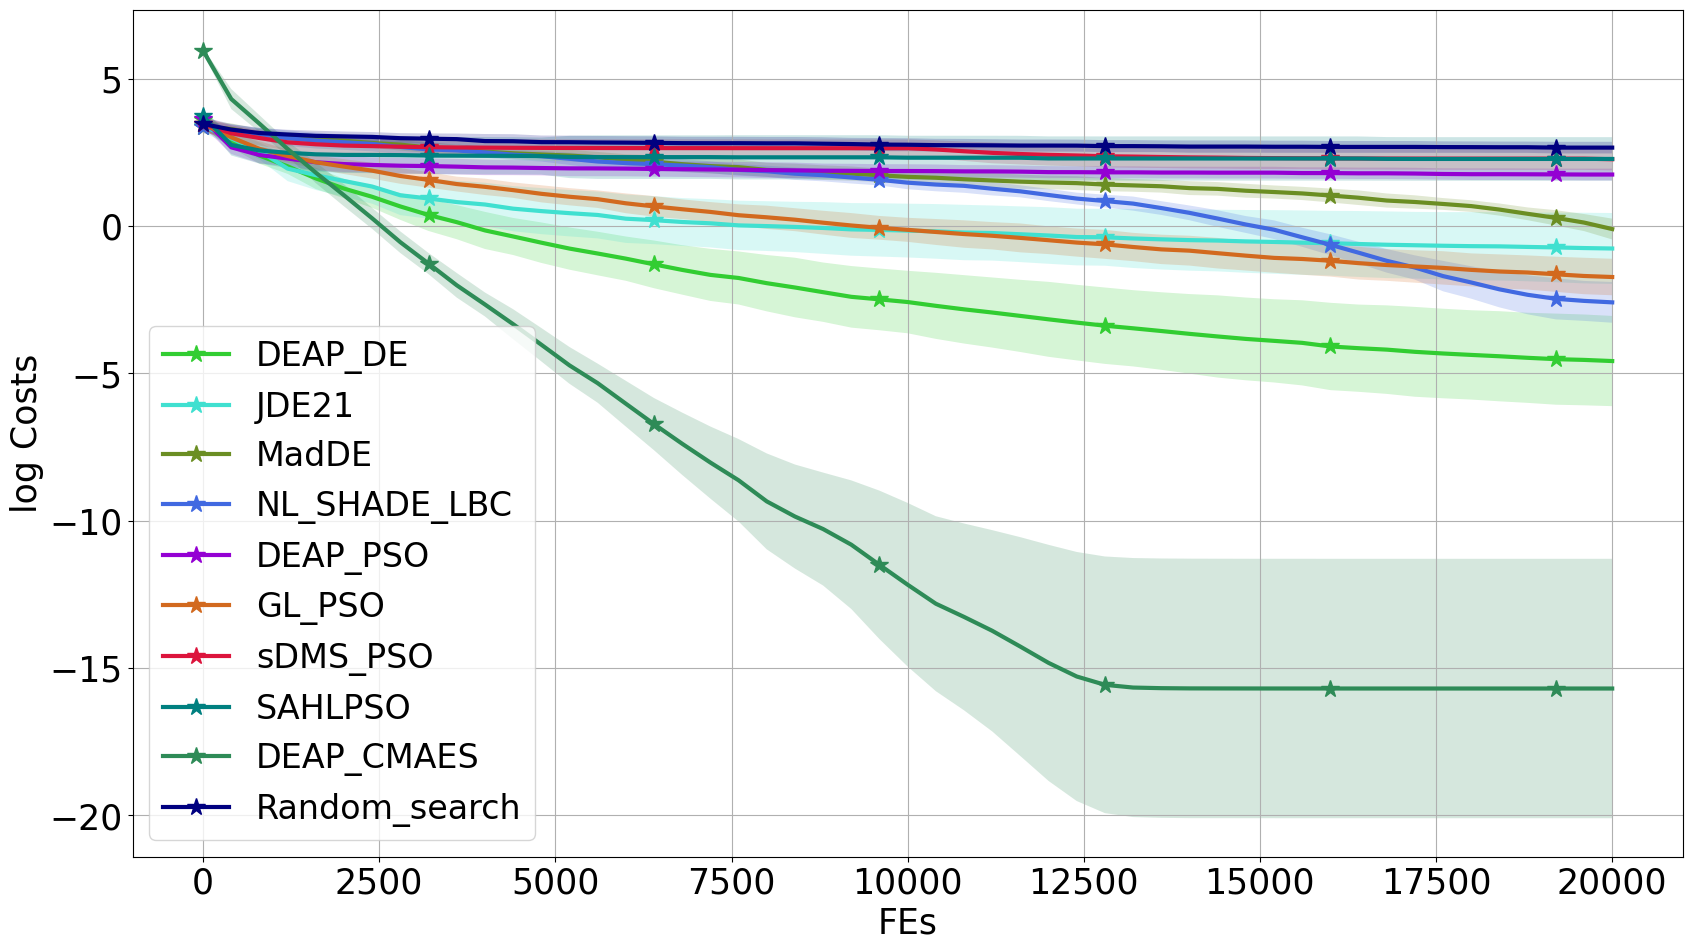 5
0
−5
−10
−15
−20
log Costs
DEAP_DE
JDE21
MadDE
NL_SHADE_LBC
DEAP_PSO
GL_PSO
sDMS_PSO
SAHLPSO
DEAP_CMAES
Random_search
0 2500 5000 7500 10000 12500 15000 17500 20000
FEs